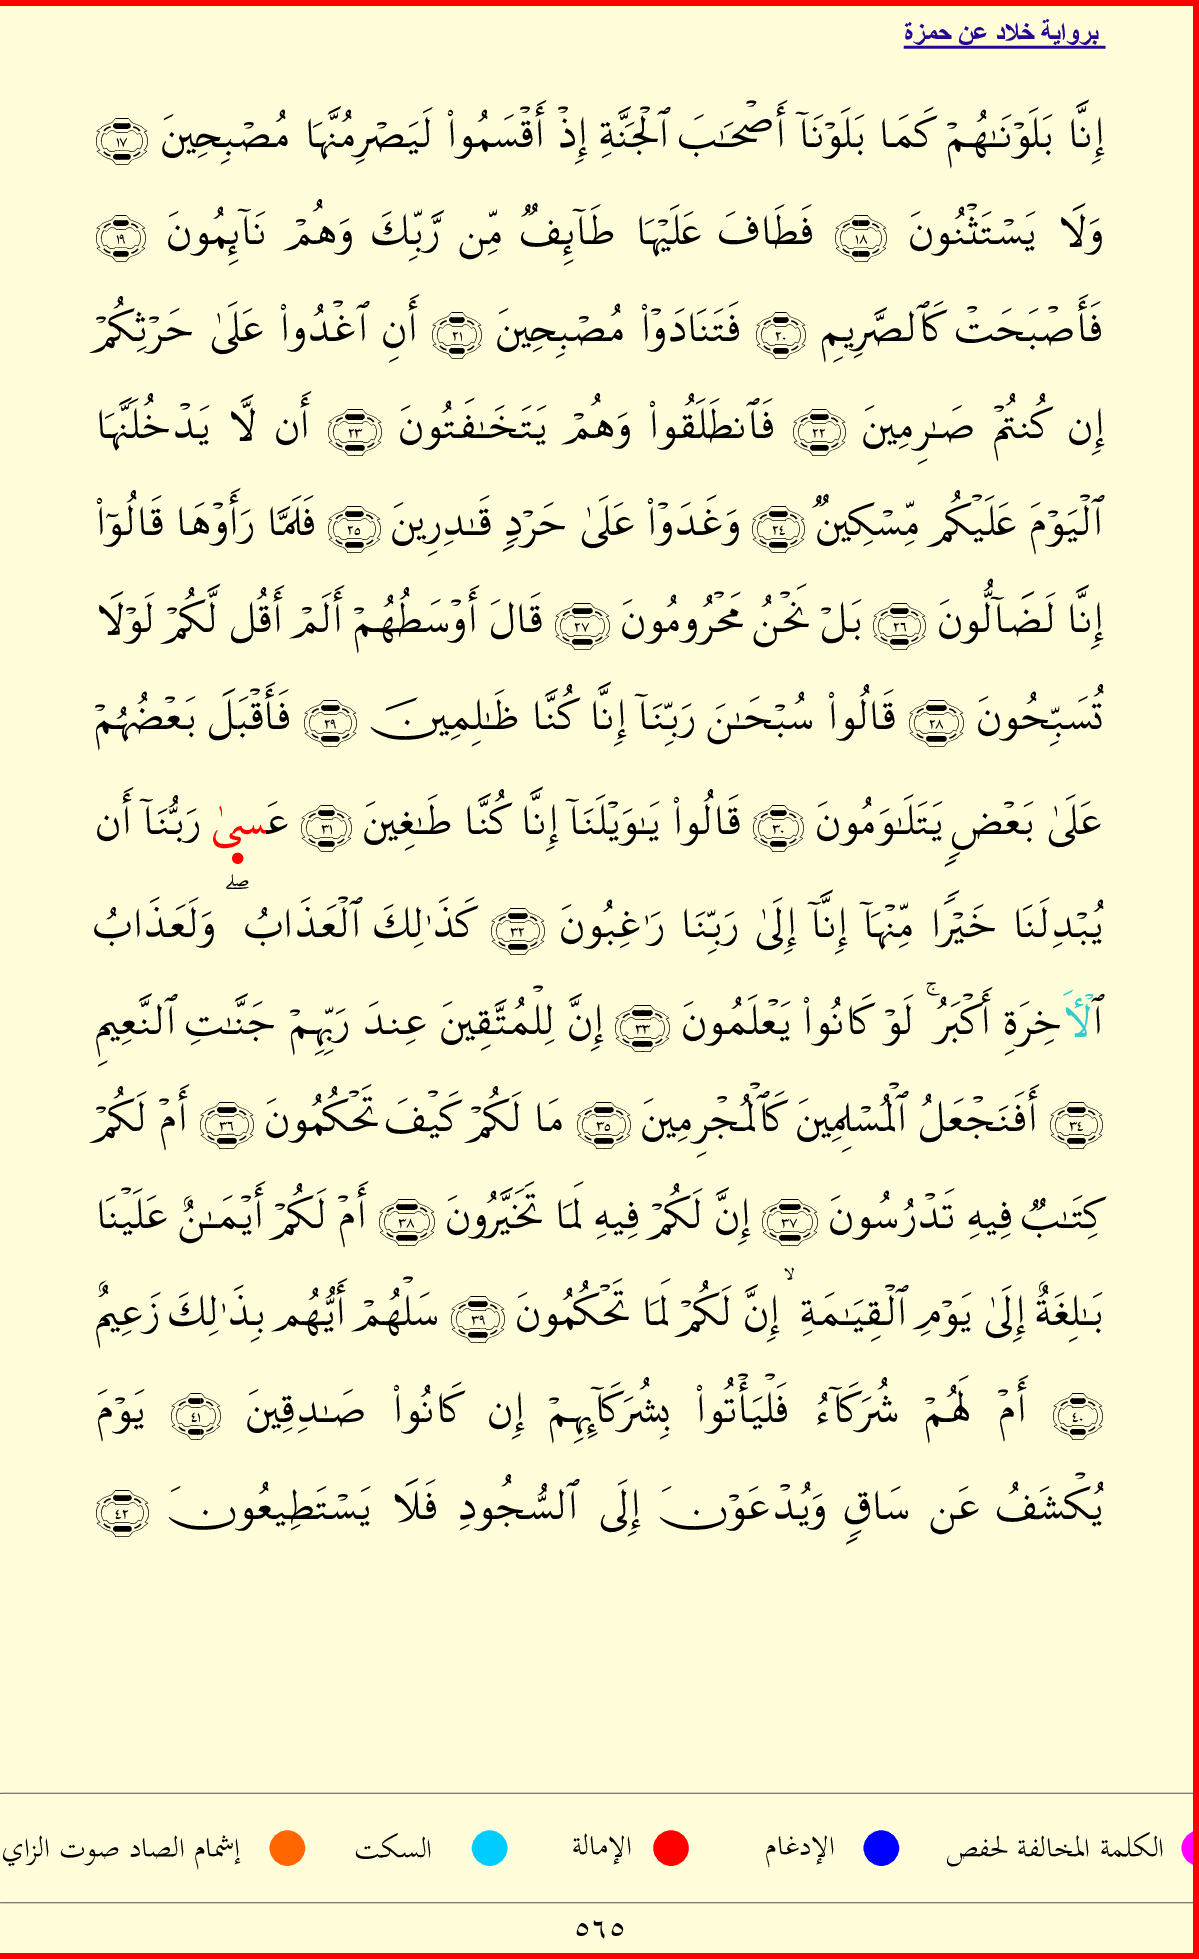 برواية خلاد عن حمزة
إِنَّا بَلَوۡنَٰهُمۡ كَمَا بَلَوۡنَآ أَصۡحَٰبَ ٱلۡجَنَّةِ إِذۡ أَقۡسَمُواْ لَيَصۡرِمُنَّهَا مُصۡبِحِينَ ١٧
وَلَا يَسۡتَثۡنُونَ ١٨ فَطَافَ عَلَيۡهَا طَآئِفٞ مِّن رَّبِّكَ وَهُمۡ نَآئِمُونَ ١٩
فَأَصۡبَحَتۡ كَٱلصَّرِيمِ ٢٠ فَتَنَادَوۡاْ مُصۡبِحِينَ ٢١ أَنِ ٱغۡدُواْ عَلَىٰ حَرۡثِكُمۡ
إِن كُنتُمۡ صَٰرِمِينَ ٢٢ فَٱنطَلَقُواْ وَهُمۡ يَتَخَٰفَتُونَ ٢٣ أَن لَّا يَدۡخُلَنَّهَا
ٱلۡيَوۡمَ عَلَيۡكُم مِّسۡكِينٞ ٢٤ وَغَدَوۡاْ عَلَىٰ حَرۡدٖ قَٰدِرِينَ ٢٥ فَلَمَّا رَأَوۡهَا قَالُوٓاْ
إِنَّا لَضَآلُّونَ ٢٦ بَلۡ نَحۡنُ مَحۡرُومُونَ ٢٧ قَالَ أَوۡسَطُهُمۡ أَلَمۡ أَقُل لَّكُمۡ لَوۡلَا
تُسَبِّحُونَ ٢٨ قَالُواْ سُبۡحَٰنَ رَبِّنَآ إِنَّا كُنَّا ظَٰلِمِينَ ٢٩ فَأَقۡبَلَ بَعۡضُهُمۡ
عَلَىٰ بَعۡضٖ يَتَلَٰوَمُونَ ٣٠ قَالُواْ يَٰوَيۡلَنَآ إِنَّا كُنَّا طَٰغِينَ ٣١ عَسىٰ رَبُّنَآ أَن
يُبۡدِلَنَا خَيۡرٗا مِّنۡهَآ إِنَّآ إِلَىٰ رَبِّنَا رَٰغِبُونَ ٣٢ كَذَٰلِكَ ٱلۡعَذَابُۖ وَلَعَذَابُ
ٱلۡأٓخِرَةِ أَكۡبَرُۚ لَوۡ كَانُواْ يَعۡلَمُونَ ٣٣ إِنَّ لِلۡمُتَّقِينَ عِندَ رَبِّهِمۡ جَنَّٰتِ ٱلنَّعِيمِ
٣٤ أَفَنَجۡعَلُ ٱلۡمُسۡلِمِينَ كَٱلۡمُجۡرِمِينَ ٣٥ مَا لَكُمۡ كَيۡفَ تَحۡكُمُونَ ٣٦ أَمۡ لَكُمۡ
كِتَٰبٞ فِيهِ تَدۡرُسُونَ ٣٧ إِنَّ لَكُمۡ فِيهِ لَمَا تَخَيَّرُونَ ٣٨ أَمۡ لَكُمۡ أَيۡمَٰنٌ عَلَيۡنَا
بَٰلِغَةٌ إِلَىٰ يَوۡمِ ٱلۡقِيَٰمَةِۙ إِنَّ لَكُمۡ لَمَا تَحۡكُمُونَ ٣٩ سَلۡهُمۡ أَيُّهُم بِذَٰلِكَ زَعِيمٌ
٤٠ أَمۡ لَهُمۡ شُرَكَآءُ فَلۡيَأۡتُواْ بِشُرَكَآئِهِمۡ إِن كَانُواْ صَٰدِقِينَ ٤١ يَوۡمَ
يُكۡشَفُ عَن سَاقٖ وَيُدۡعَوۡنَ إِلَى ٱلسُّجُودِ فَلَا يَسۡتَطِيعُونَ ٤٢
الكلمة المخالفة لحفص الإدغام الإمالة السكت إشمام الصاد صوت الزاي
٥٦٥